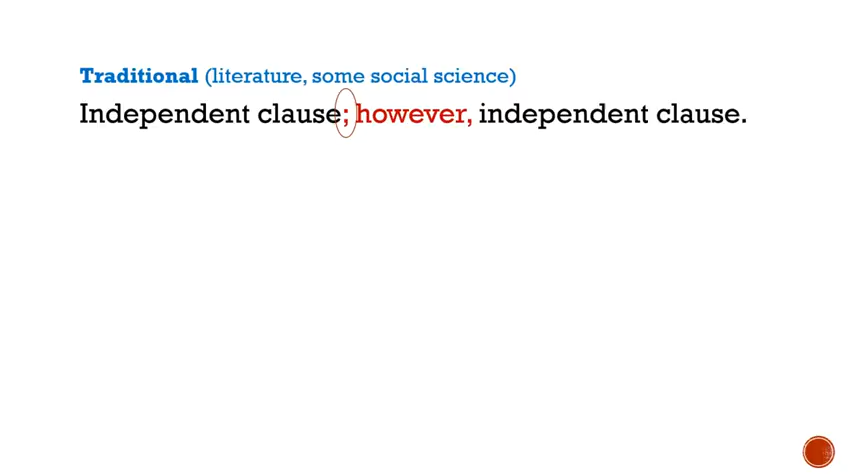 Traditional (literature, some social science)
Independent clause; however, independent clause.